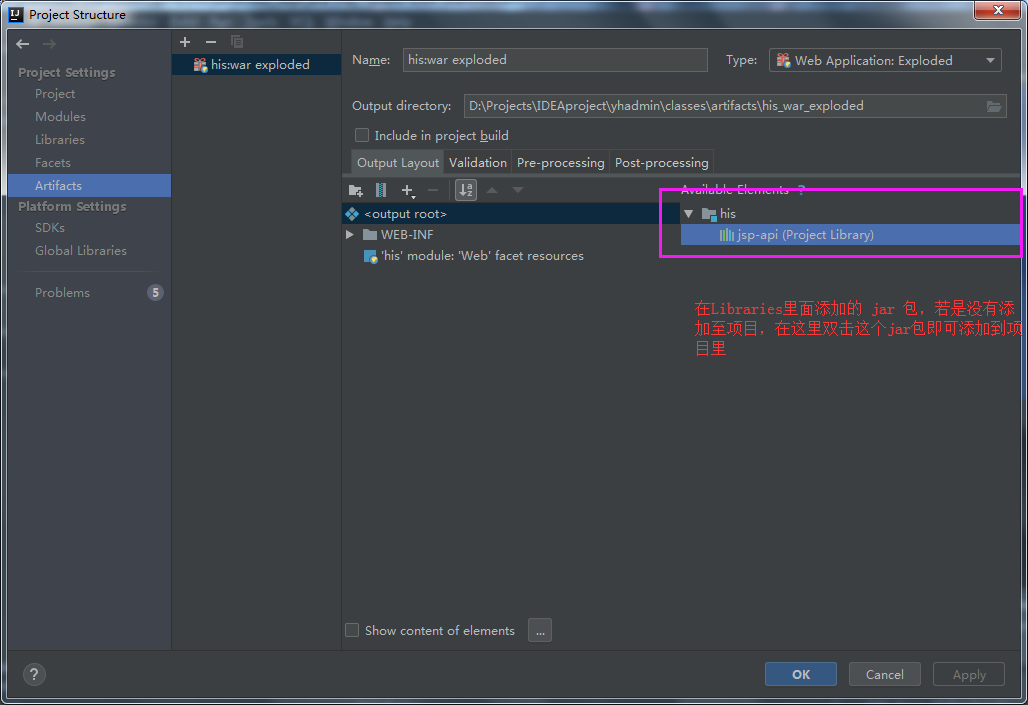 Project Structure
Project Settings
Project
Modules
Libraries
Facets
Artifacts
Platform Settings
SDKs
Global Libraries
Problems
5
his:war exploded
Name:
his:war exploded
Type:
Web Application: Exploded
Output directory:
D:\Projects\IDEAproject\yhadmin\classes\artifacts\his_war_exploded
Include in project build
Output Layout
Validation
Pre-processing
Post-processing
Available Elements ?
<output root>
WEB-INF
'his' module: 'Web' facet resources
his
jsp-api (Project Library)
在Libraries里面添加的 jar 包，若是没有添
加至项目，在这里双击这个jar包即可添加到项
目里
Show content of elements
...
?
OK
Cancel
Apply